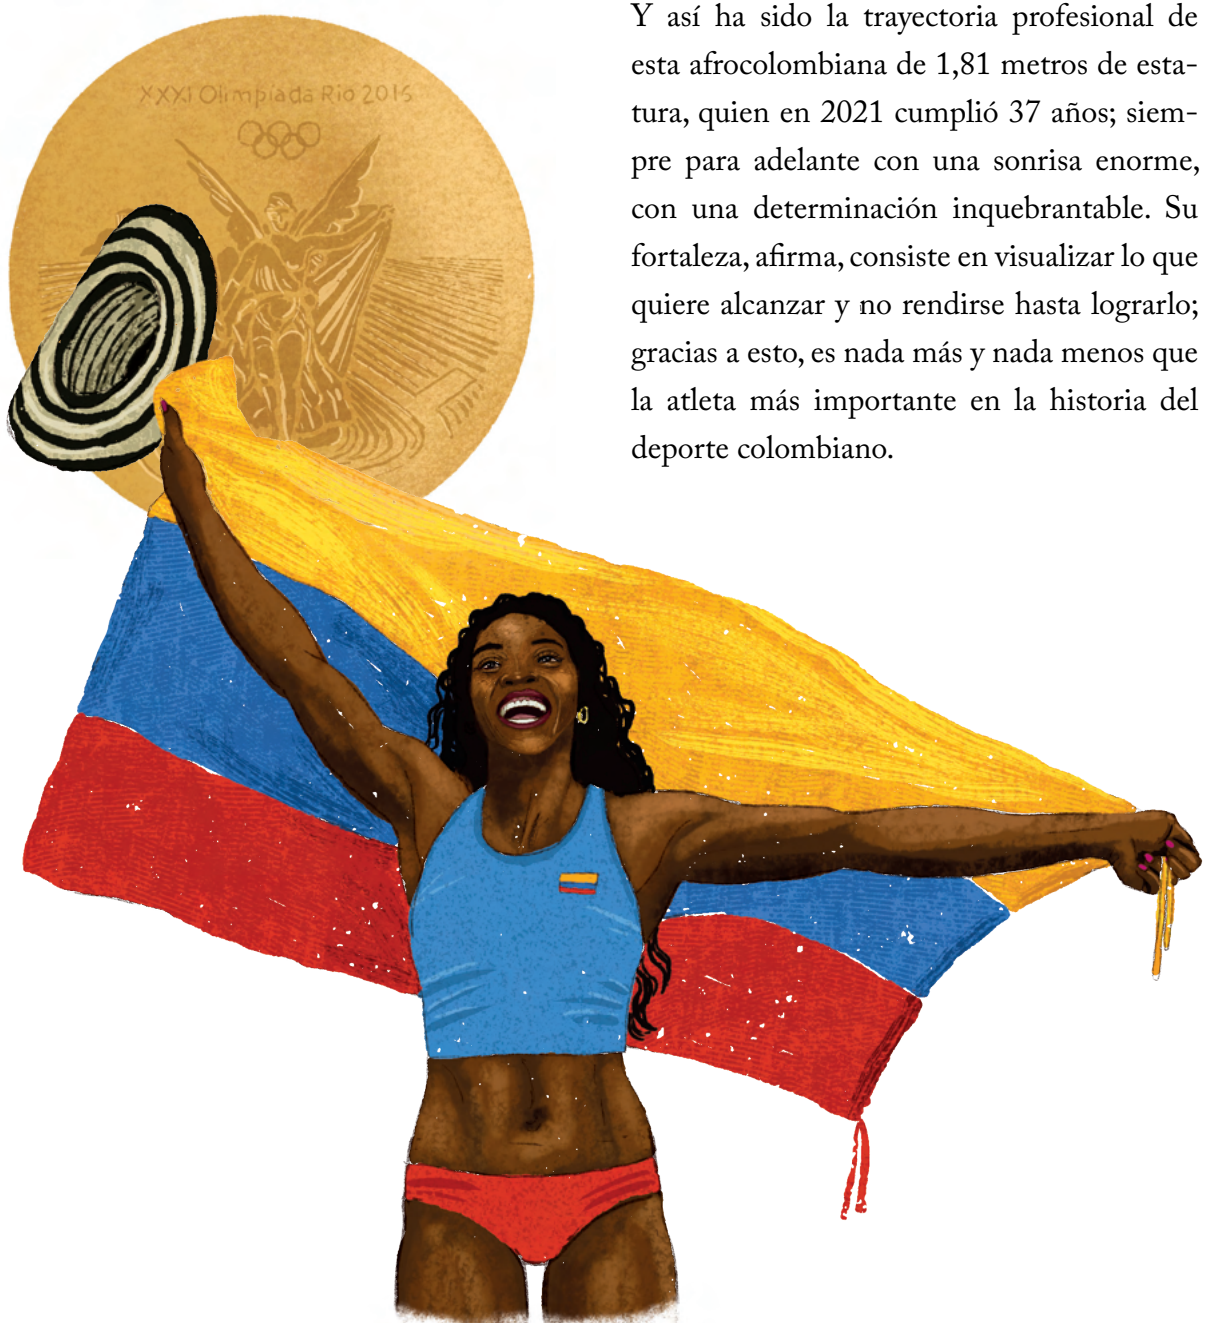 XXXI Olimpíada Rio 2016
Y así ha sido la trayectoria profesional de
esta afrocolombiana de 1,81 metros de esta-
tura, quien en 2021 cumplió 37 años; siem-
pre para adelante con una sonrisa enorme,
con una determinación inquebrantable. Su
fortaleza, afirma, consiste en visualizar lo que
quiere alcanzar y no rendirse hasta lograrlo;
gracias a esto, es nada más y nada menos que
la atleta más importante en la historia del
deporte colombiano.